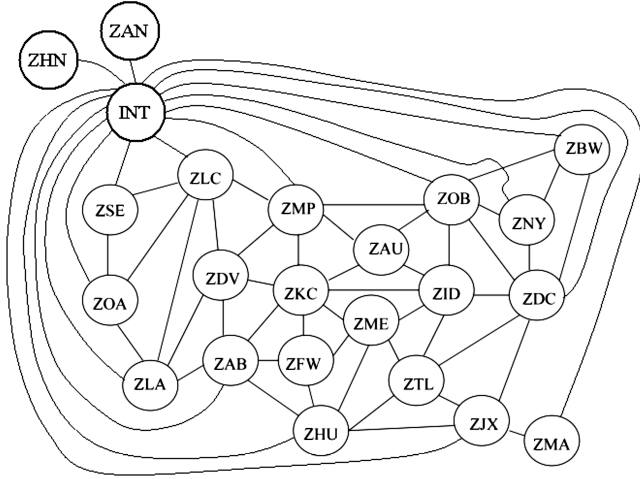 ZAN
ZHN
INT
ZBW
ZLC
ZSE
ZMP
ZOB
ZNY
ZAU
ZDV
ZKC
ZID
ZDC
ZOA
ZME
ZAB
ZFW
ZLA
ZTL
ZHU
ZJX
ZMA